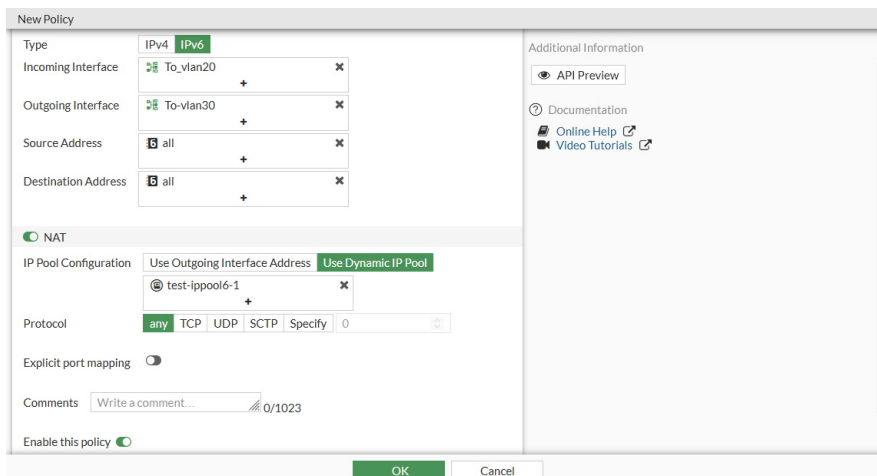 New Policy
Type IPv4 IPv6
Incoming Interface To_vlan20
+
Outgoing Interface To-vlan30
+
Source Address all
+
Destination Address all
+
NAT
IP Pool Configuration Use Outgoing Interface Address Use Dynamic IP Pool
test-ippool6-1
+
Protocol any TCP UDP SCTP Specify 0
Explicit port mapping
Comments Write a comment... 0/1023
Enable this policy
OK Cancel
Additional Information
API Preview
Documentation
Online Help
Video Tutorials